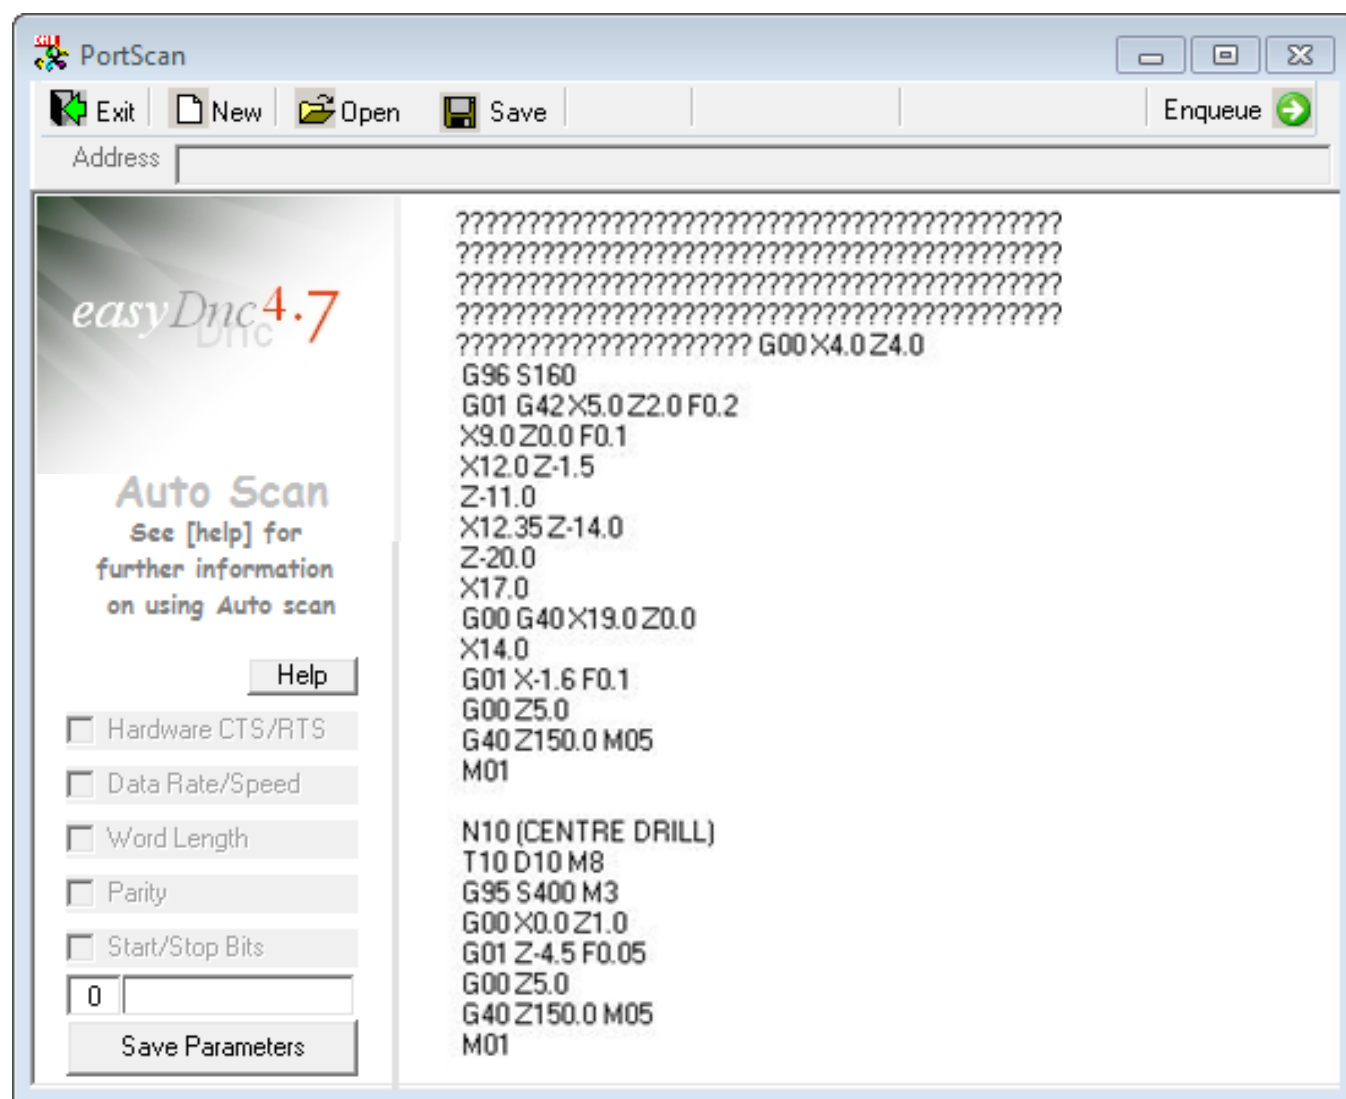 PortScan
Exit New Open Save Enqueue
Address
easyDnc4.7
Dnc
Auto Scan
See [help] for
further information
on using Auto scan
Help
Hardware CTS/RTS
Data Rate/Speed
Word Length
Parity
Start/Stop Bits
0
Save Parameters
???????????????????????????????????????????
???????????????????????????????????????????
???????????????????????????????????????????
???????????????????????????????????????????
????????????????????? G00 X4.0 Z4.0
G96 S160
G01 G42 X5.0 Z2.0 F0.2
X9.0 Z0.0 F0.1
X12.0 Z-1.5
Z-11.0
X12.35 Z-14.0
Z-20.0
X17.0
G00 G40 X19.0 Z0.0
X14.0
G01 X-1.6 F0.1
G00 Z5.0
G40 Z150.0 M05
M01
N10 (CENTRE DRILL)
T10 D10 M8
G95 S400 M3
G00 X0.0 Z1.0
G01 Z-4.5 F0.05
G00 Z5.0
G40 Z150.0 M05
M01